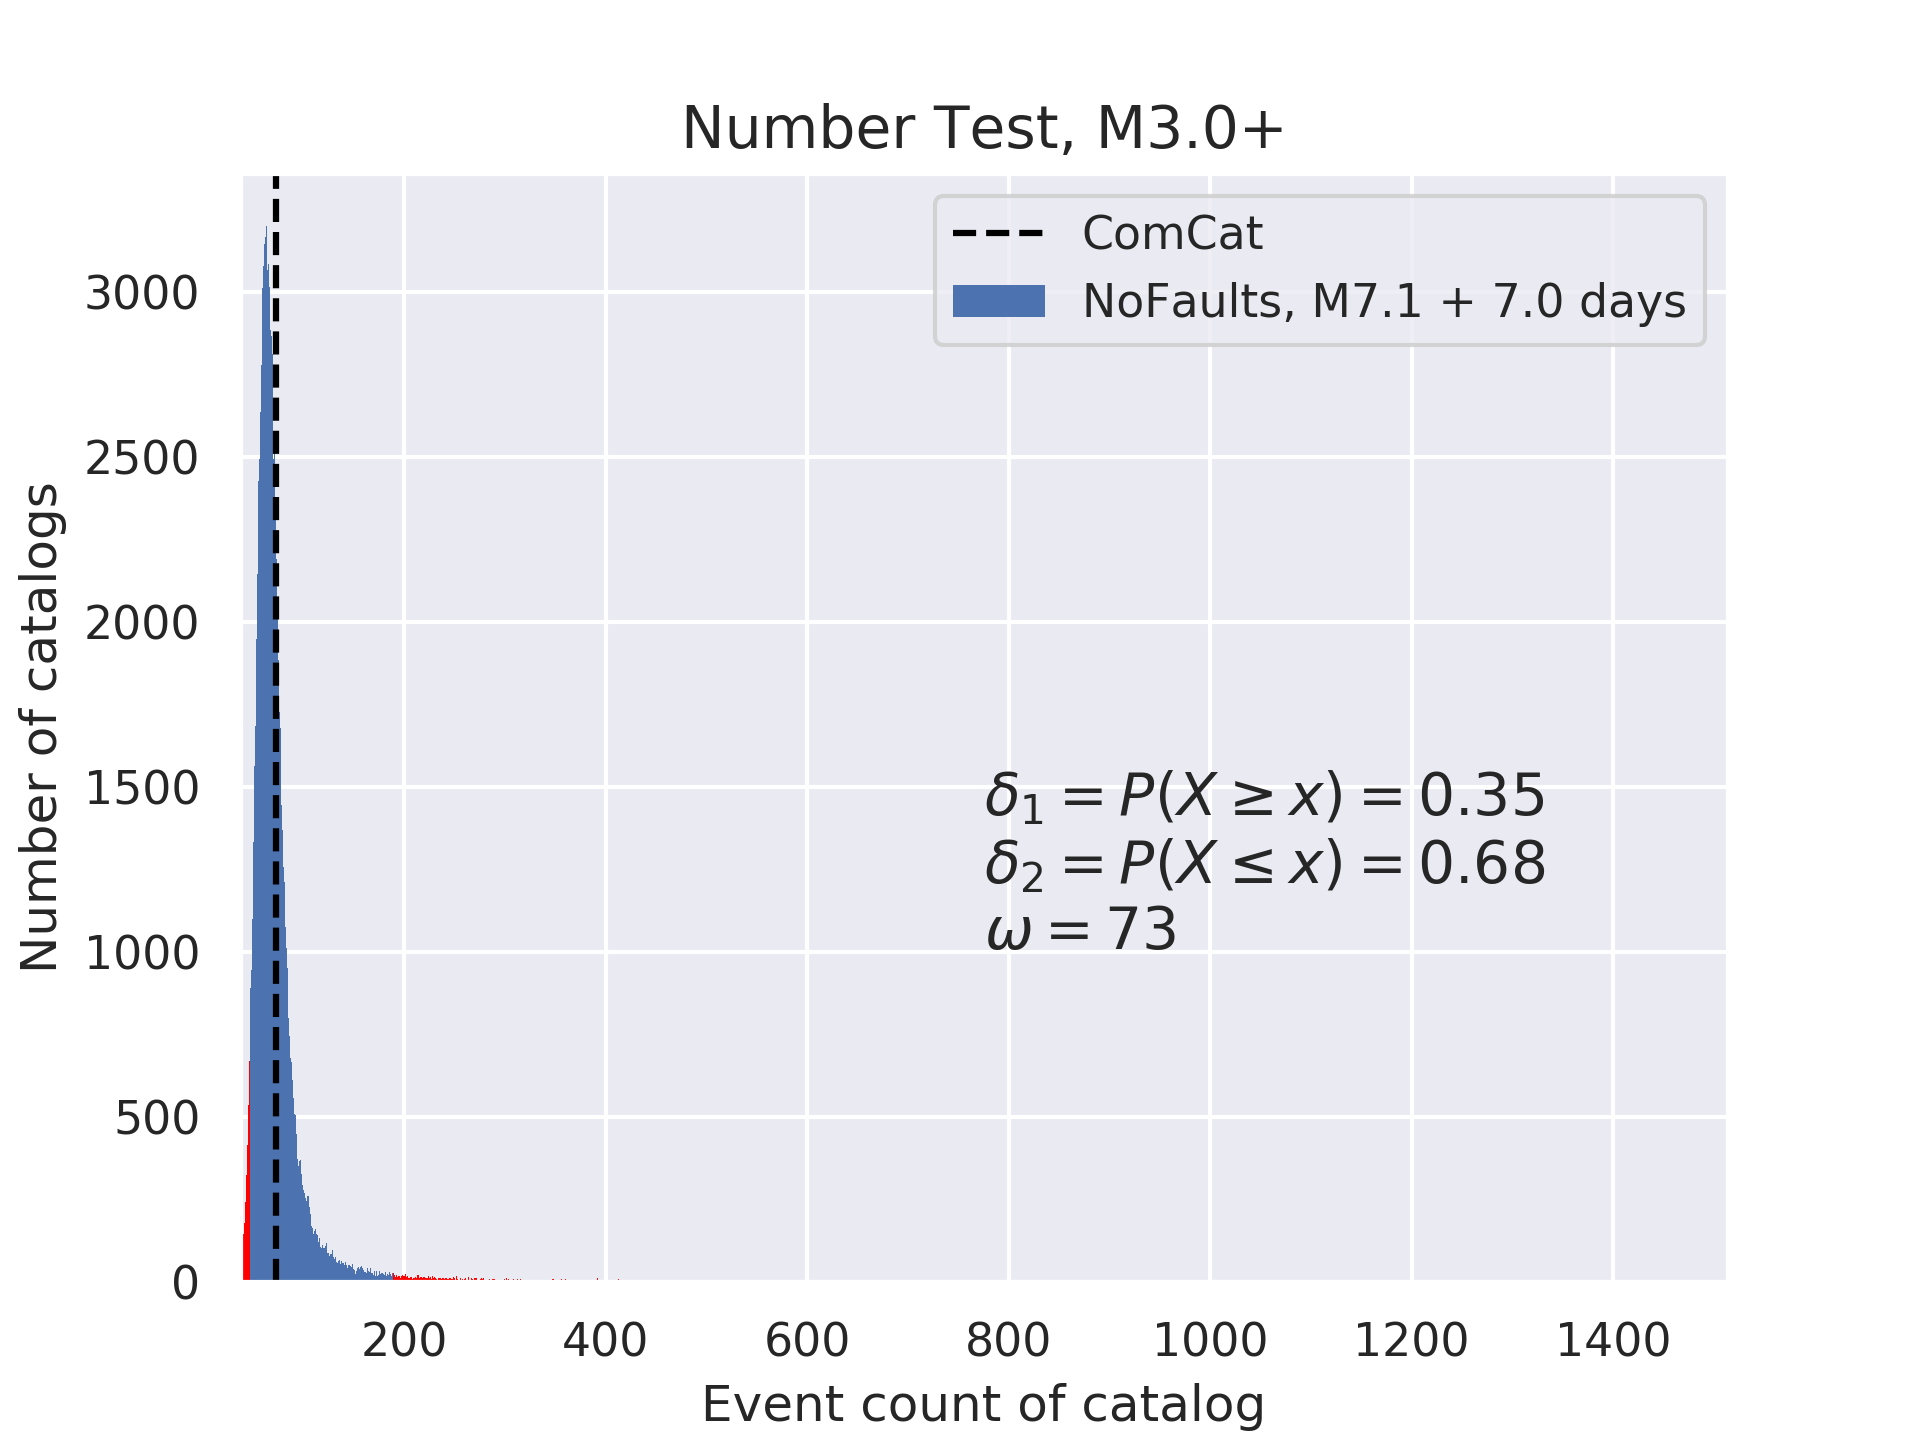 Number Test, M3.0+
ComCat
NoFaults, M7.1 + 7.0 days
3000
2500
2000
1500
1000
500
0
Number of catalogs
δ₁ = P(X ≥ x) = 0.35
δ₂ = P(X ≤ x) = 0.68
ω = 73
200 400 600 800 1000 1200 1400
Event count of catalog